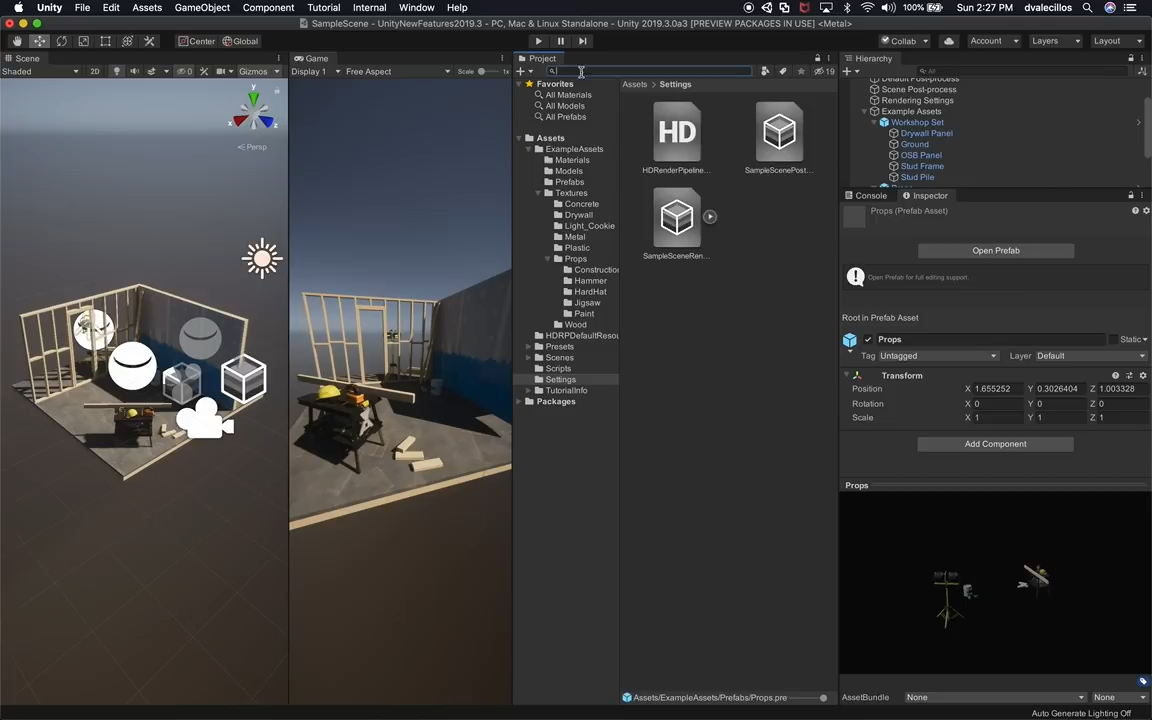 Unity File Edit Assets GameObject Component Tutorial Internal Window Help 100% Sun 2:27 PM dvalecillos
SampleScene - UnityNewFeatures2019.3 - PC, Mac & Linux Standalone - Unity 2019.3.0a3 [PREVIEW PACKAGES IN USE] <Metal>
Center Global Collab Account Layers Layout
Scene
Shaded 2D 0 Gizmos
y x z
Persp
Game
Display 1 Free Aspect Scale 1x
Project
19
Favorites
All Materials
All Models
All Prefabs
Assets
ExampleAssets
Materials
Models
Prefabs
Textures
Concrete
Drywall
Light_Cookie
Metal
Plastic
Props
Constructio
Hammer
HardHat
Jigsaw
Paint
Wood
HDRPDefaultResou
Presets
Scenes
Scripts
Settings
TutorialInfo
Packages
Assets > Settings
HD
HDRenderPipeline...
SampleScenePost...
SampleSceneRen...
Assets/ExampleAssets/Prefabs/Props.pre
Hierarchy
All
Default Post-process
Scene Post-process
Rendering Settings
Example Assets
Workshop Set
Drywall Panel
Ground
OSB Panel
Stud Frame
Stud Pile
Console Inspector
Props (Prefab Asset)
Open Prefab
Open Prefab for full editing support.
Root in Prefab Asset
Props Static
Tag Untagged Layer Default
Transform
Position X 1.655252 Y 0.3026404 Z 1.003328
Rotation X 0 Y 0 Z 0
Scale X 1 Y 1 Z 1
Add Component
Props
AssetBundle None None
Auto Generate Lighting Off